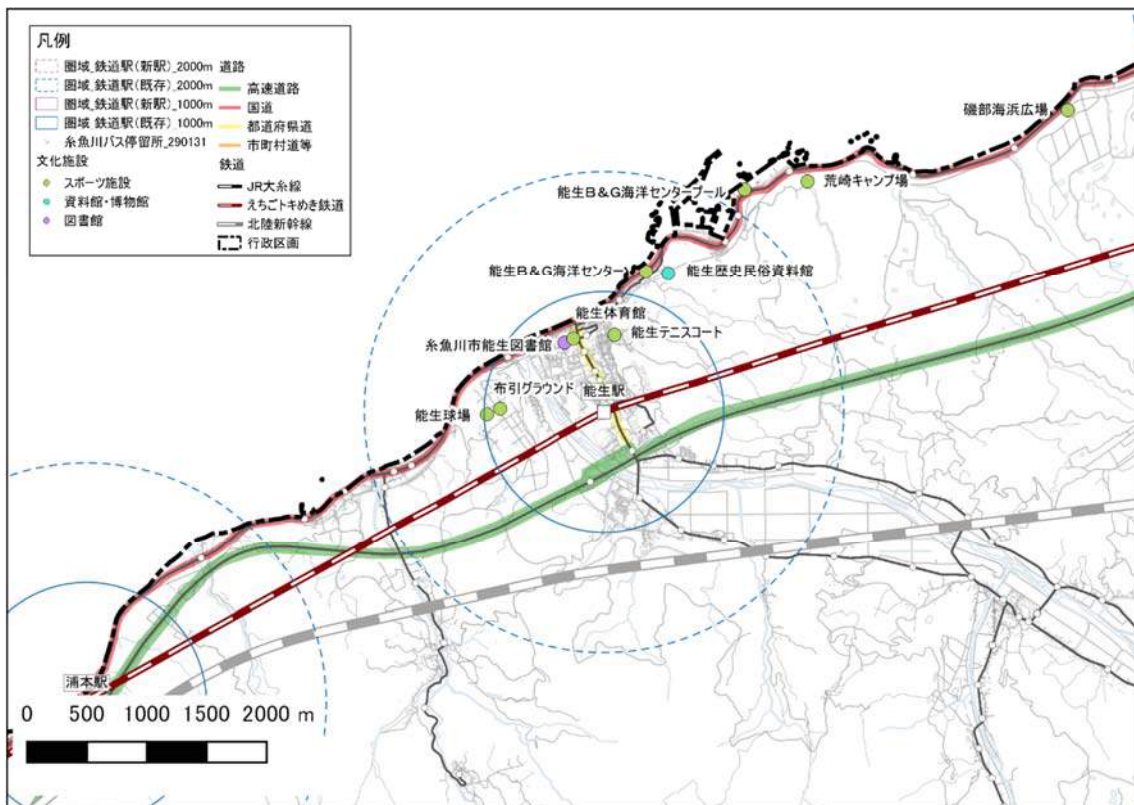 凡例
圏域_鉄道駅(新駅)_2000m
圏域_鉄道駅(既存)_2000m
圏域_鉄道駅(新駅)_1000m
圏域_鉄道駅(既存)_1000m
糸魚川バス停留所_290131
文化施設
スポーツ施設
資料館・博物館
図書館
道路
高速道路
国道
都道府県道
市町村道等
鉄道
JR大糸線
えちごトキめき鉄道
北陸新幹線
行政区画
磯部海浜広場
荒崎キャンプ場
能生B&G海洋センタープール
能生B&G海洋センター
能生歴史民俗資料館
能生体育館
能生テニスコート
糸魚川市能生図書館
布引グラウンド
能生駅
能生球場
浦本駅
0 500 1000 1500 2000 m